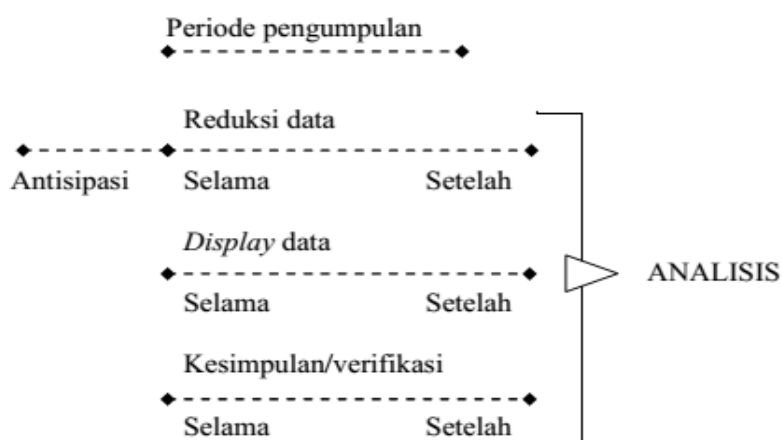 Periode pengumpulan
Reduksi data
Antisipasi Selama Setelah
Display data
ANALISIS
Selama Setelah
Kesimpulan/verifikasi
Selama Setelah